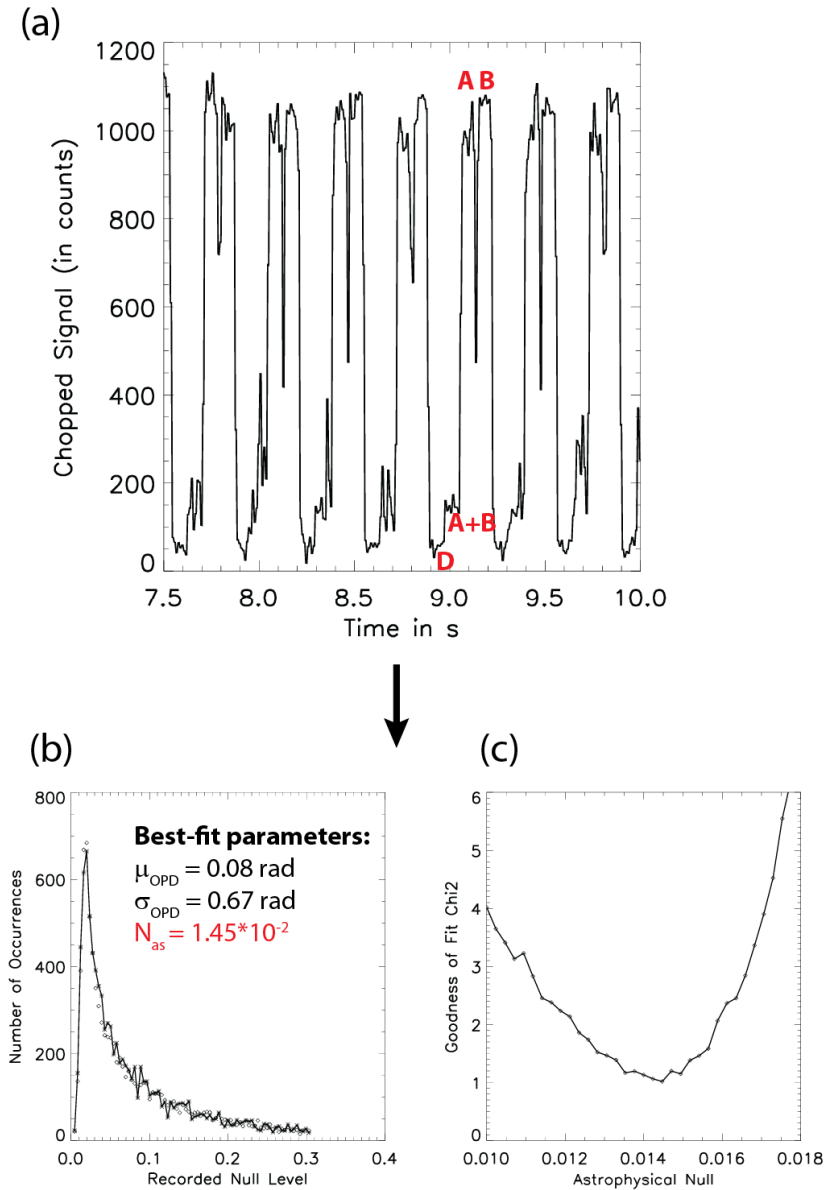 (a)
1200
1000
800
600
400
200
0
Chopped Signal (in counts)
A B
A+B
D
7.5 8.0 8.5 9.0 9.5 10.0
Time in s
(b)
800
600
400
200
0
Number of Occurrences
Best-fit parameters:
μOPD = 0.08 rad
σOPD = 0.67 rad
Nas = 1.45*10-2
0.0 0.1 0.2 0.3 0.4
Recorded Null Level
(c)
6
5
4
3
2
1
0
Goodness of Fit Chi2
0.010 0.012 0.014 0.016 0.018
Astrophysical Null